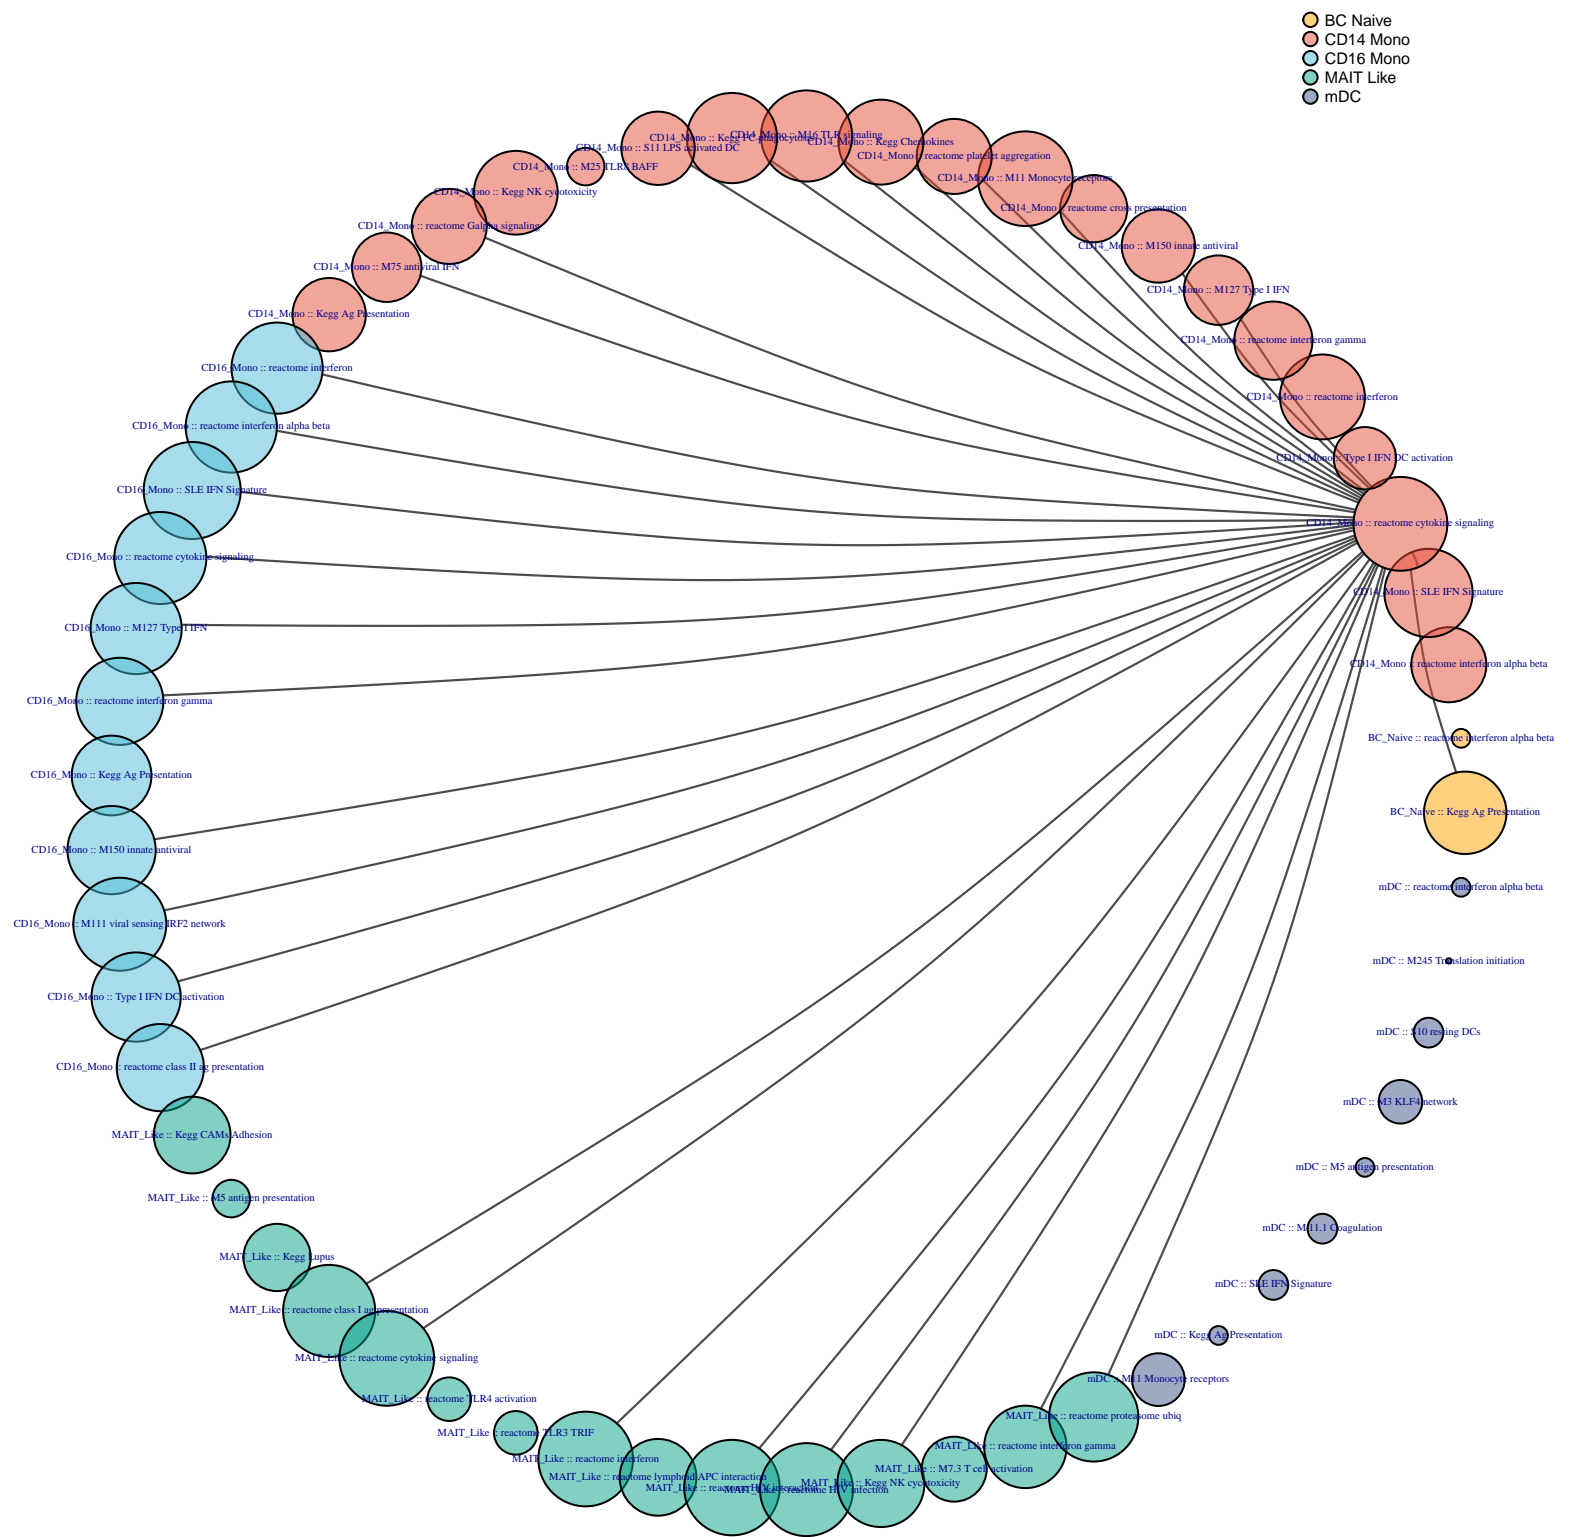 BC Naive
CD14 Mono
CD16 Mono
MAIT Like
mDC
CD14_Mono :: M16 TLR signaling
CD14_Mono :: Kegg FC phagocytosis
CD14_Mono :: Kegg Chemokines
CD14_Mono :: S11 LPS activated DC
CD14_Mono :: reactome platelet aggregation
CD14_Mono :: M25 TLR8 BAFF
CD14_Mono :: M11 Monocyte receptors
CD14_Mono :: Kegg NK cycotoxicity
CD14_Mono :: reactome cross presentation
CD14_Mono :: reactome Galpha signaling
CD14_Mono :: M150 innate antiviral
CD14_Mono :: M75 antiviral IFN
CD14_Mono :: M127 Type I IFN
CD14_Mono :: Kegg Ag Presentation
CD14_Mono :: reactome interferon gamma
CD16_Mono :: reactome interferon
CD14_Mono :: reactome interferon
CD16_Mono :: reactome interferon alpha beta
CD14_Mono :: Type I IFN DC activation
CD16_Mono :: SLE IFN Signature
CD14_Mono :: reactome cytokine signaling
CD16_Mono :: reactome cytokine signaling
CD14_Mono :: SLE IFN Signature
CD16_Mono :: M127 Type I IFN
CD14_Mono :: reactome interferon alpha beta
CD16_Mono :: reactome interferon gamma
BC_Naive :: reactome interferon alpha beta
CD16_Mono :: Kegg Ag Presentation
BC_Naive :: Kegg Ag Presentation
CD16_Mono :: M150 innate antiviral
mDC :: reactome interferon alpha beta
CD16_Mono :: M111 viral sensing IRF2 network
mDC :: M245 Translation initiation
CD16_Mono :: Type I IFN DC activation
mDC :: S10 resting DCs
CD16_Mono :: reactome class II ag presentation
mDC :: M3 KLF4 network
MAIT_Like :: Kegg CAMs Adhesion
mDC :: M5 antigen presentation
MAIT_Like :: M5 antigen presentation
mDC :: M 11.1 Coagulation
MAIT_Like :: Kegg Lupus
mDC :: SLE IFN Signature
MAIT_Like :: reactome class I ag presentation
mDC :: Kegg Ag Presentation
MAIT_Like :: reactome cytokine signaling
mDC :: M11 Monocyte receptors
MAIT_Like :: reactome TLR4 activation
MAIT_Like :: reactome proteasome ubiq
MAIT_Like :: reactome TLR3 TRIF
MAIT_Like :: reactome interferon gamma
MAIT_Like :: reactome interferon
MAIT_Like :: M7.3 T cell activation
MAIT_Like :: reactome lymphoid APC interaction
MAIT_Like :: Kegg NK cycotoxicity
MAIT_Like :: reactome HIV interaction
MAIT_Like :: reactome HIV infection